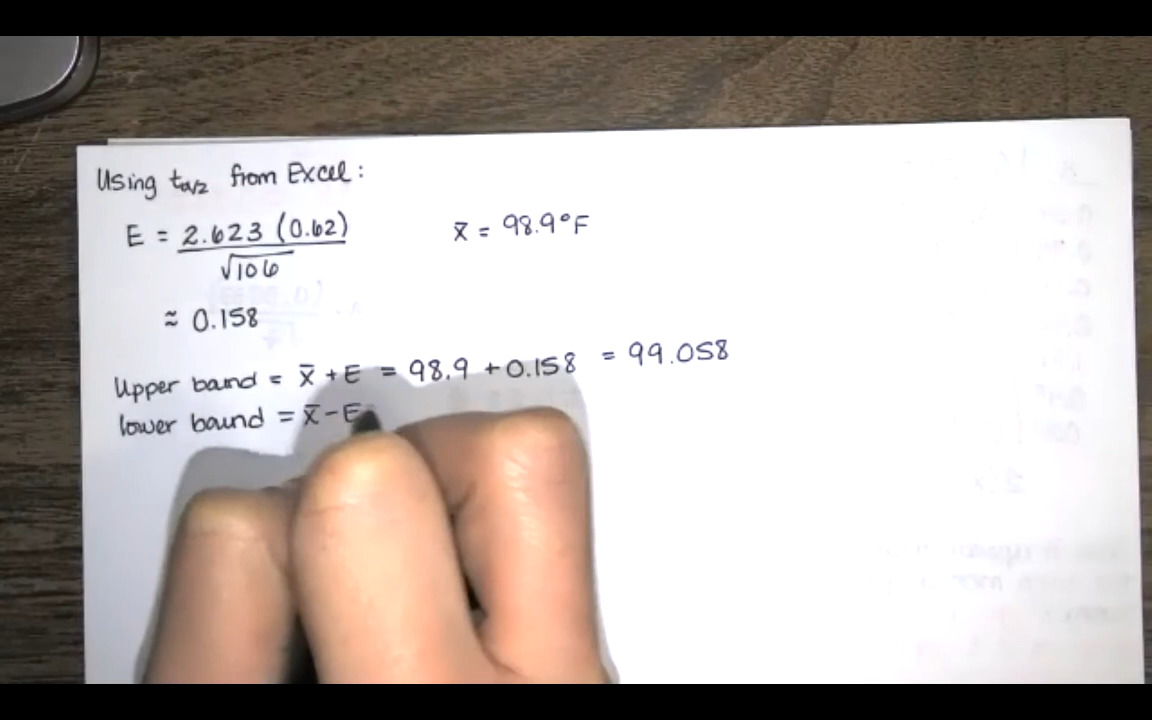 Using tα/2 from Excel:
E = 2.623 (0.62) / √106
x̄ = 98.9°F
≈ 0.158
Upper bound = x̄ + E = 98.9 + 0.158 = 99.058
lower bound = x̄ - E